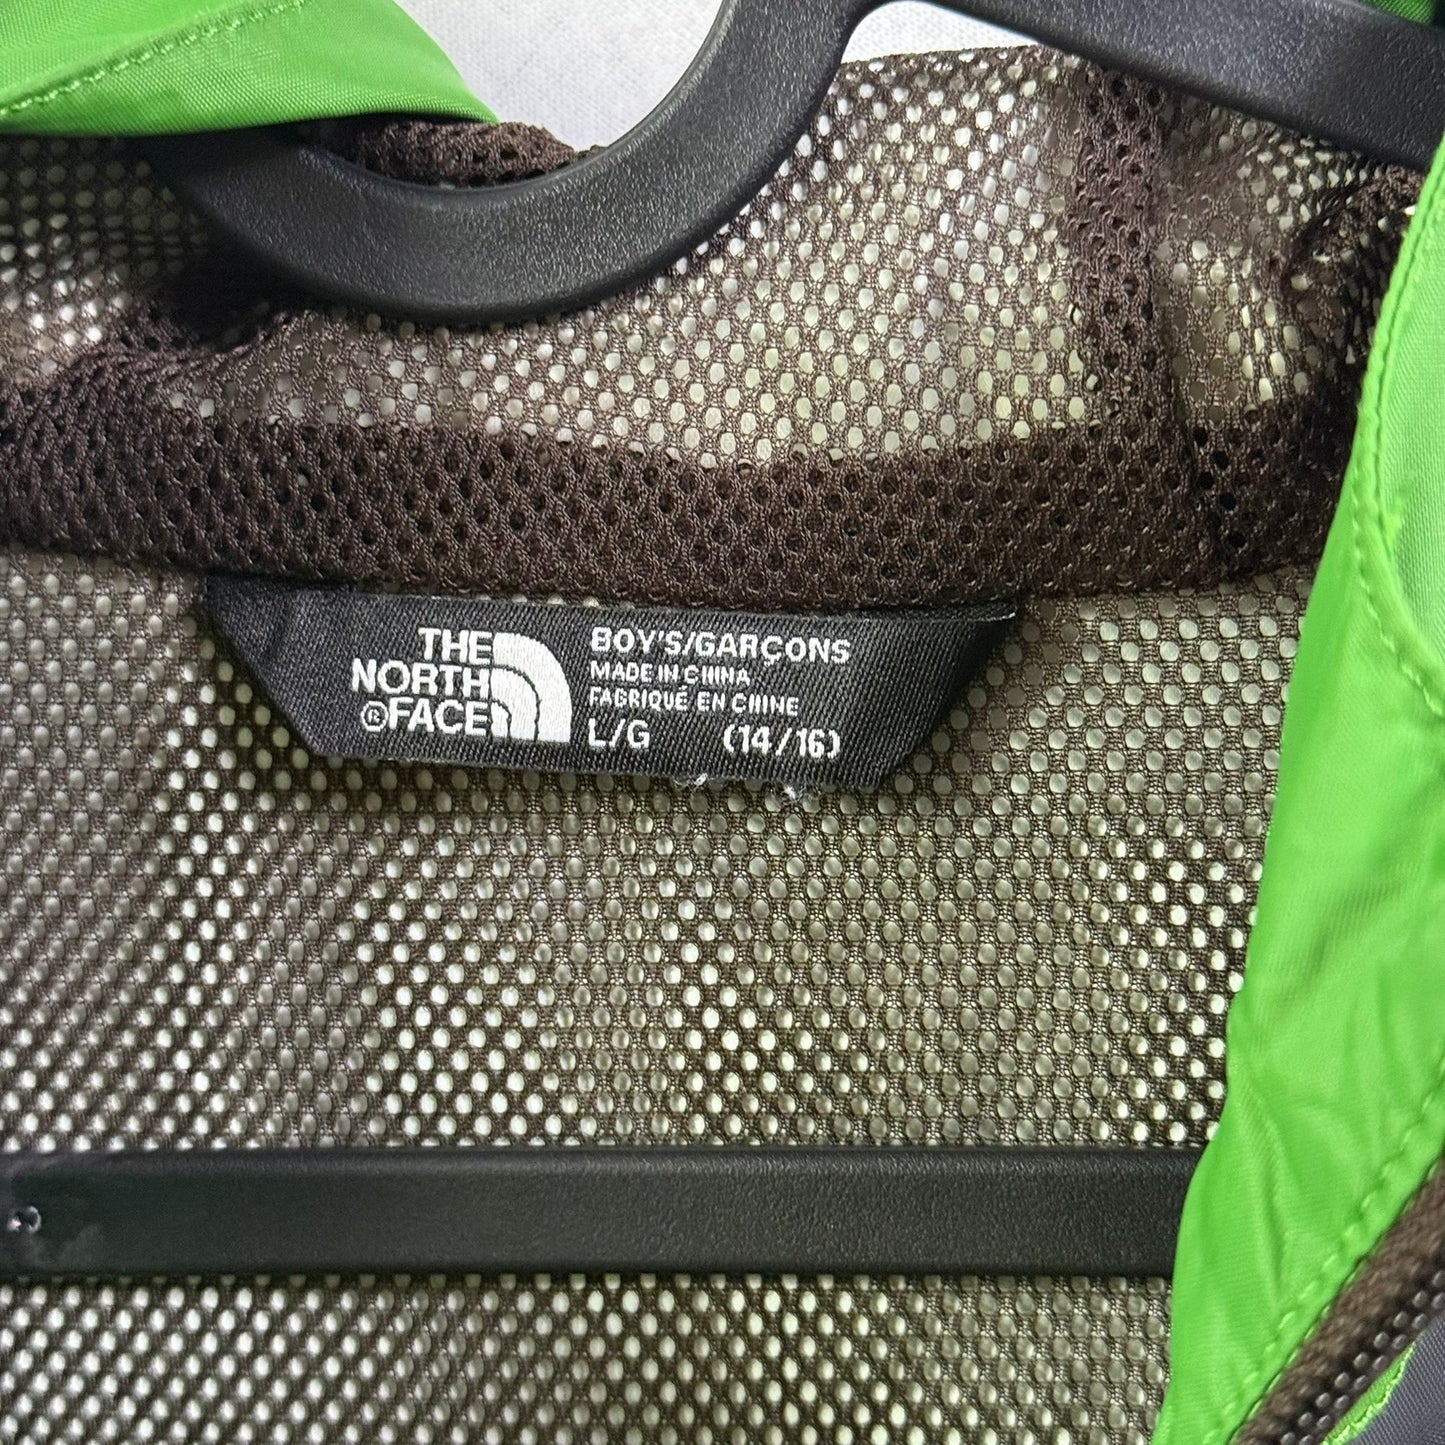 THE
NORTH
®FACE
BOY'S/GARÇONS
MADE IN CHINA
FABRIQUÉ EN CHINE
L/G (14/16)